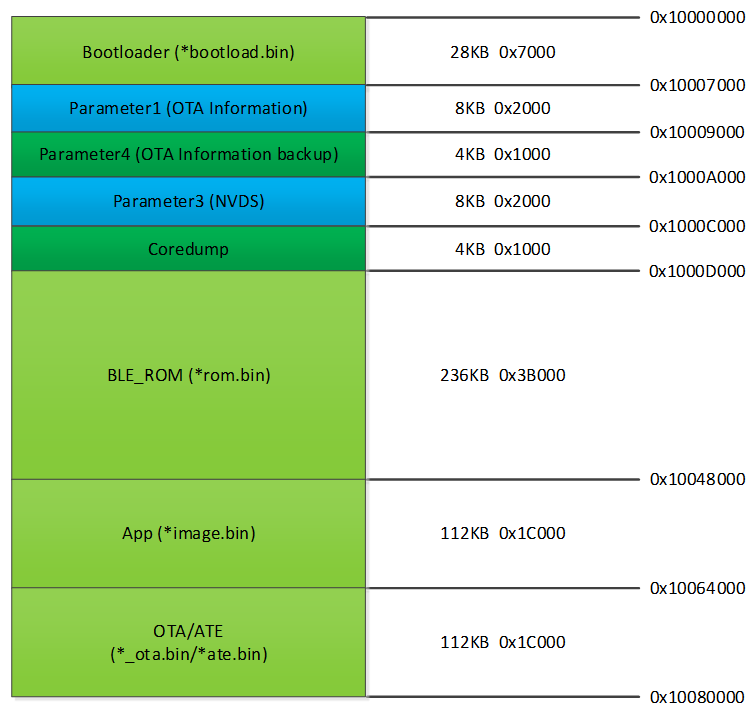 0x10000000
Bootloader (*bootload.bin) 28KB 0x7000
0x10007000
Parameter1 (OTA Information) 8KB 0x2000
0x10009000
Parameter4 (OTA Information backup) 4KB 0x1000
0x1000A000
Parameter3 (NVDS) 8KB 0x2000
0x1000C000
Coredump 4KB 0x1000
0x1000D000
BLE_ROM (*rom.bin) 236KB 0x3B000
0x10048000
App (*image.bin) 112KB 0x1C000
0x10064000
OTA/ATE
(*_ota.bin/*ate.bin) 112KB 0x1C000
0x10080000